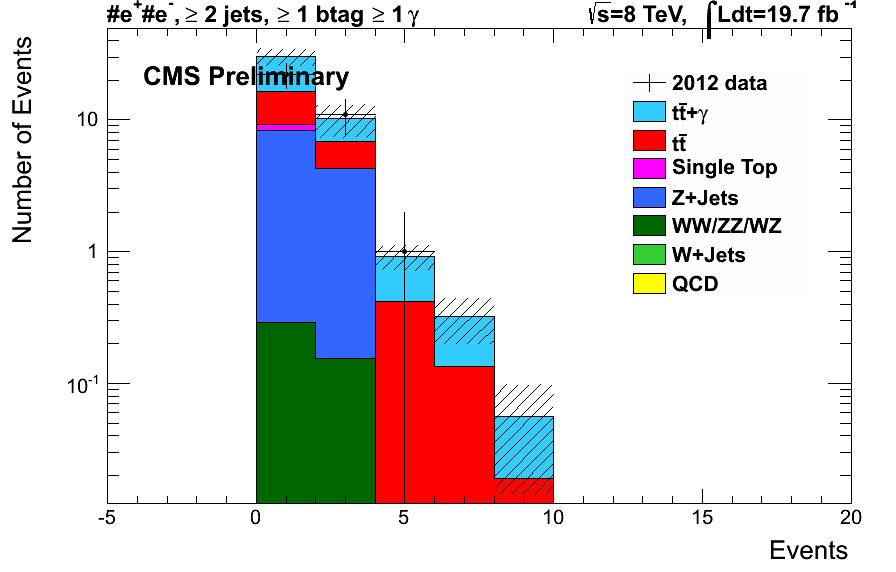 #e⁺#e⁻, ≥ 2 jets, ≥ 1 btag ≥ 1 γ
√s=8 TeV, ∫Ldt=19.7 fb⁻¹
CMS Preliminary
2012 data
tt̄+γ
tt̄
Single Top
Z+Jets
WW/ZZ/WZ
W+Jets
QCD
Number of Events
10
1
10⁻¹
-5 0 5 10 15 20
Events